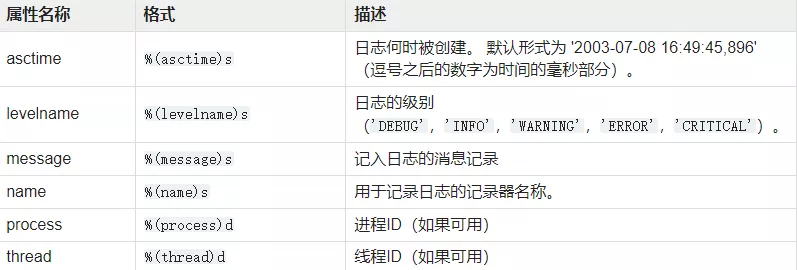 属性名称 格式 描述
asctime %(asctime)s 日志何时被创建。 默认形式为 '2003-07-08 16:49:45,896'
（逗号之后的数字为时间的毫秒部分）。
levelname %(levelname)s 日志的级别
（'DEBUG'，'INFO'，'WARNING'，'ERROR'，'CRITICAL'）。
message %(message)s 记入日志的消息记录
name %(name)s 用于记录日志的记录器名称。
process %(process)d 进程ID（如果可用）
thread %(thread)d 线程ID（如果可用）